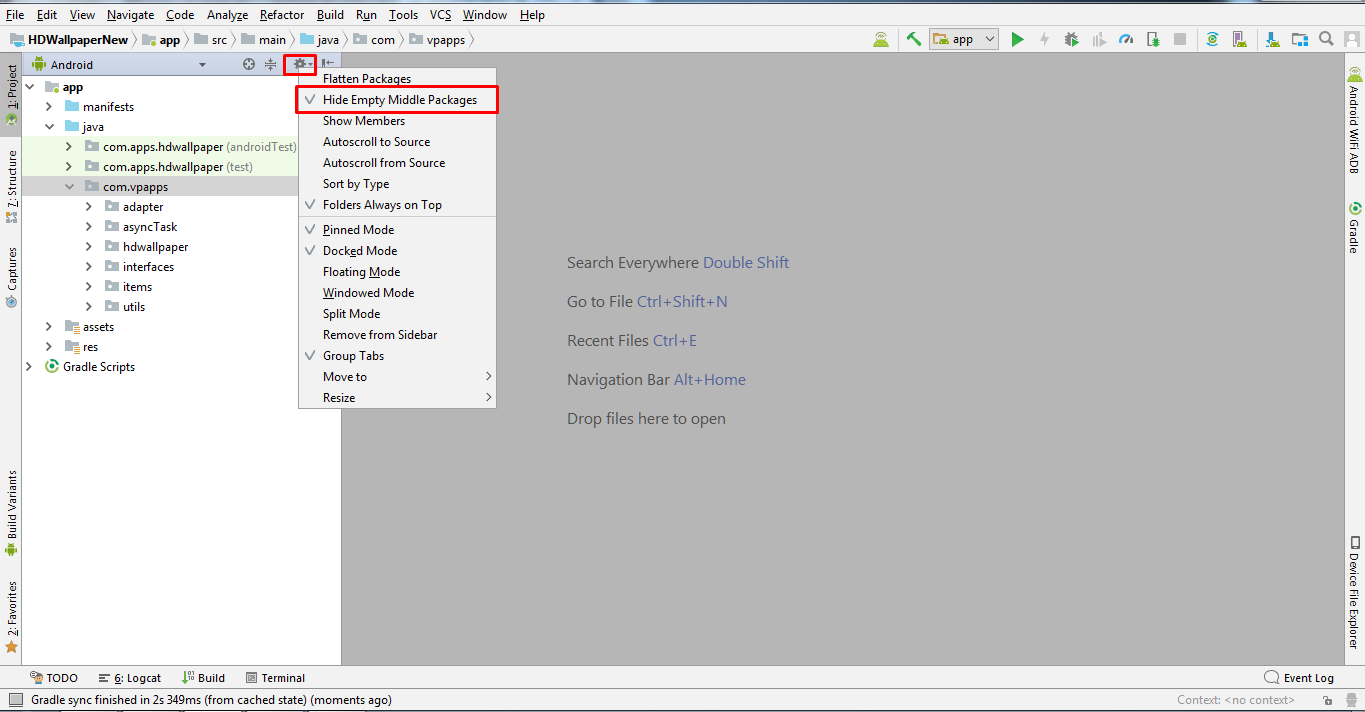 File Edit View Navigate Code Analyze Refactor Build Run Tools VCS Window Help
HDWallpaperNew app src main java com vpapps
app
1: Project
7: Structure
Captures
Build Variants
2: Favorites
Android
app
manifests
java
com.apps.hdwallpaper (androidTest)
com.apps.hdwallpaper (test)
com.vpapps
adapter
asyncTask
hdwallpaper
interfaces
items
utils
assets
res
Gradle Scripts
Flatten Packages
Hide Empty Middle Packages
Show Members
Autoscroll to Source
Autoscroll from Source
Sort by Type
Folders Always on Top
Pinned Mode
Docked Mode
Floating Mode
Windowed Mode
Split Mode
Remove from Sidebar
Group Tabs
Move to
Resize
Search Everywhere Double Shift
Go to File Ctrl+Shift+N
Recent Files Ctrl+E
Navigation Bar Alt+Home
Drop files here to open
Android WiFi ADB
Gradle
Device File Explorer
TODO 6: Logcat Build Terminal Event Log
Gradle sync finished in 2s 349ms (from cached state) (moments ago) Context: <no context>